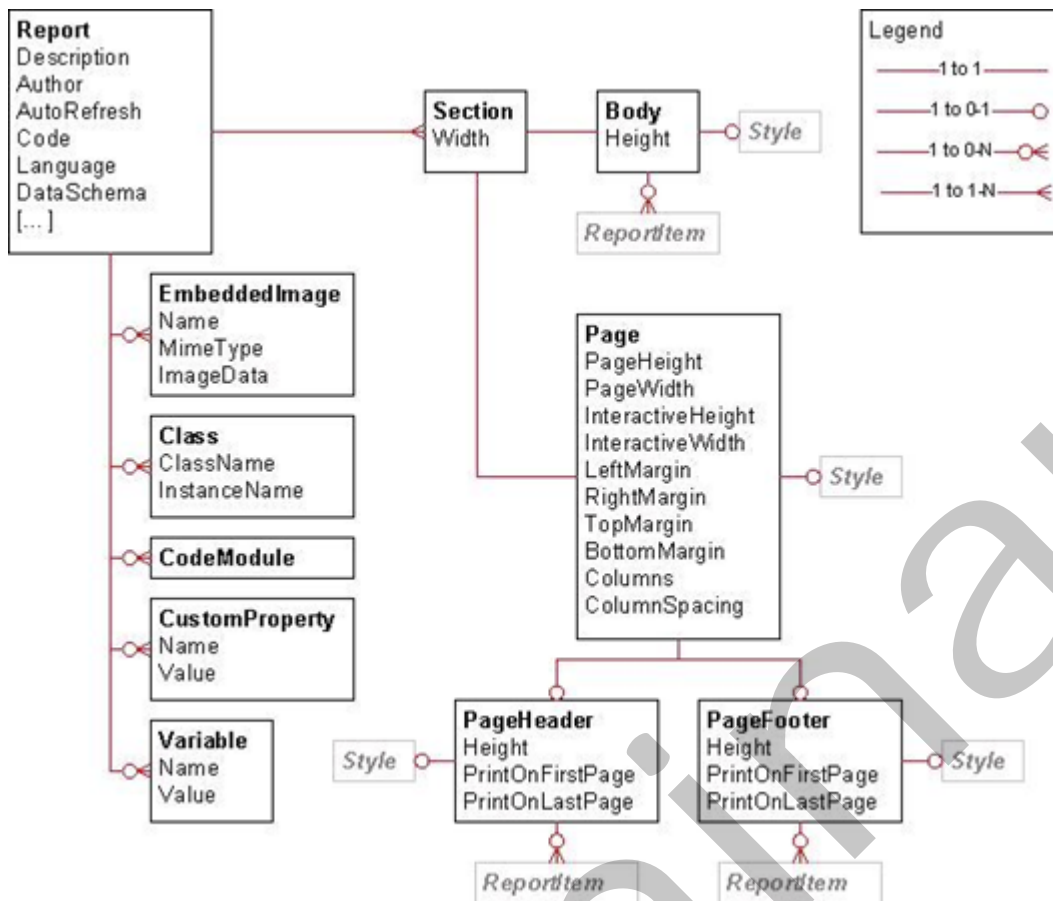 Report
Description
Author
AutoRefresh
Code
Language
DataSchema
[... ]
Section
Width
Body
Height
Style
ReportItem
Legend
1 to 1
1 to 0-1
1 to 0-N
1 to 1-N
EmbeddedImage
Name
MimeType
ImageData
Class
ClassName
InstanceName
CodeModule
CustomProperty
Name
Value
Variable
Name
Value
Page
PageHeight
PageWidth
InteractiveHeight
InteractiveWidth
LeftMargin
RightMargin
TopMargin
BottomMargin
Columns
ColumnSpacing
Style
Style
PageHeader
Height
PrintOnFirstPage
PrintOnLastPage
ReportItem
PageFooter
Height
PrintOnFirstPage
PrintOnLastPage
Style
ReportItem